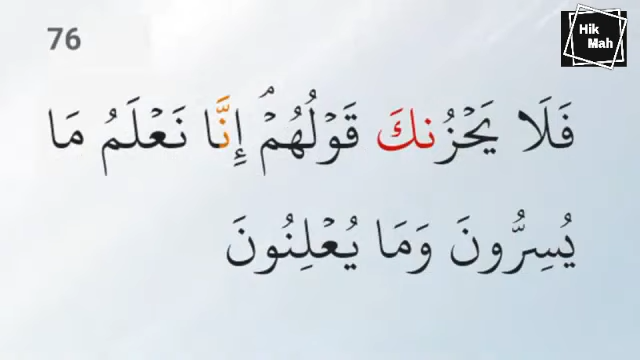 76
Hik
Mah
فَلَا يَحْزُنكَ قَوْلُهُمْ ۘ إِنَّا نَعْلَمُ مَا
يُسِرُّونَ وَمَا يُعْلِنُونَ